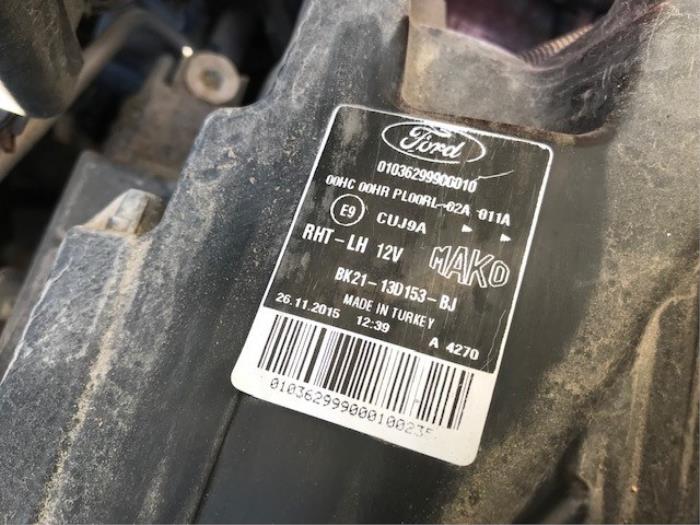 Ford
01036299900010
00HC 00HR PL00RL-02A 011A
E9 CUJ9A ► ►
RHT-LH 12V MAKO
BK21-13D153-BJ
MADE IN TURKEY
26.11.2015 12:39 A 4270